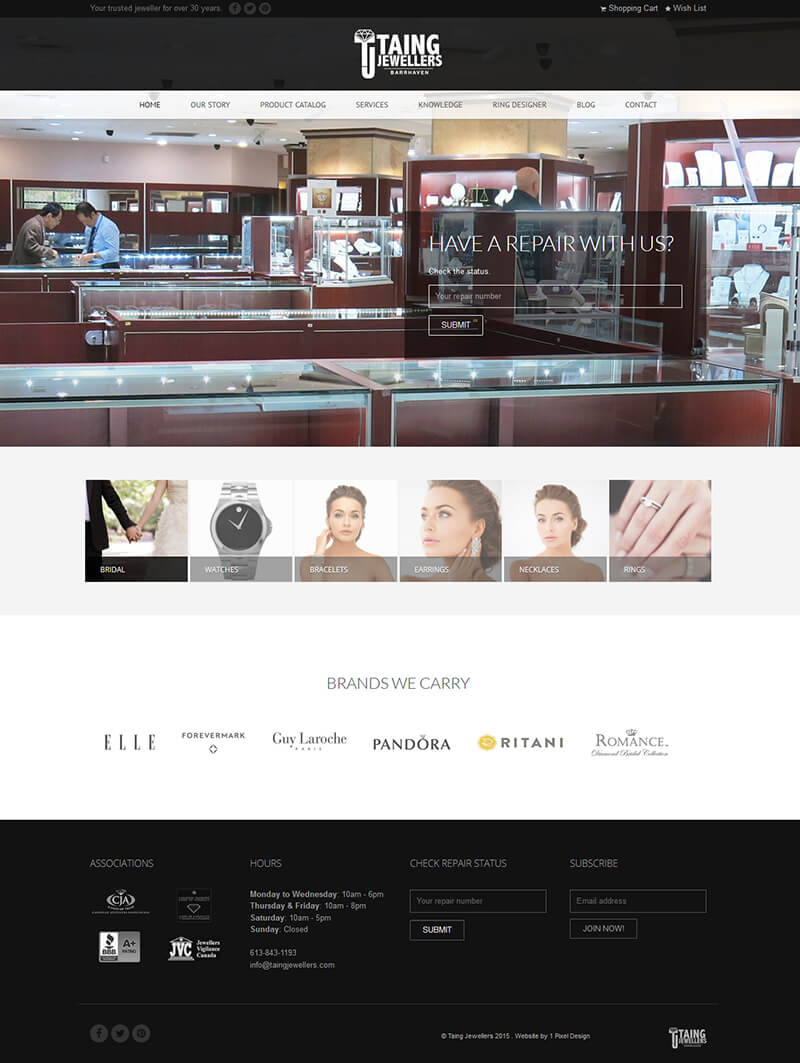 Your trusted jeweller for over 30 years.
Shopping Cart
Wish List
TAING
JEWELLERS
BARRHAVEN
HOME
OUR STORY
PRODUCT CATALOG
SERVICES
KNOWLEDGE
RING DESIGNER
BLOG
CONTACT
HAVE A REPAIR WITH US?
Check the status.
Your repair number
SUBMIT
BRIDAL
WATCHES
BRACELETS
EARRINGS
NECKLACES
RINGS
BRANDS WE CARRY
ELLE
FOREVERMARK
Guy Laroche
PARIS
PANDÖRA
RITANI
ROMANCE
Diamond Bridal Collection
ASSOCIATIONS
CJA
BBB
A+
RATING
JVC
Jewellers
Vigilance
Canada
HOURS
Monday to Wednesday: 10am - 6pm
Thursday & Friday: 10am - 8pm
Saturday: 10am - 5pm
Sunday: Closed
613-843-1193
info@taingjewellers.com
CHECK REPAIR STATUS
Your repair number
SUBMIT
SUBSCRIBE
Email address
JOIN NOW!
© Taing Jewellers 2015 . Website by 1 Pixel Design
TAING
JEWELLERS